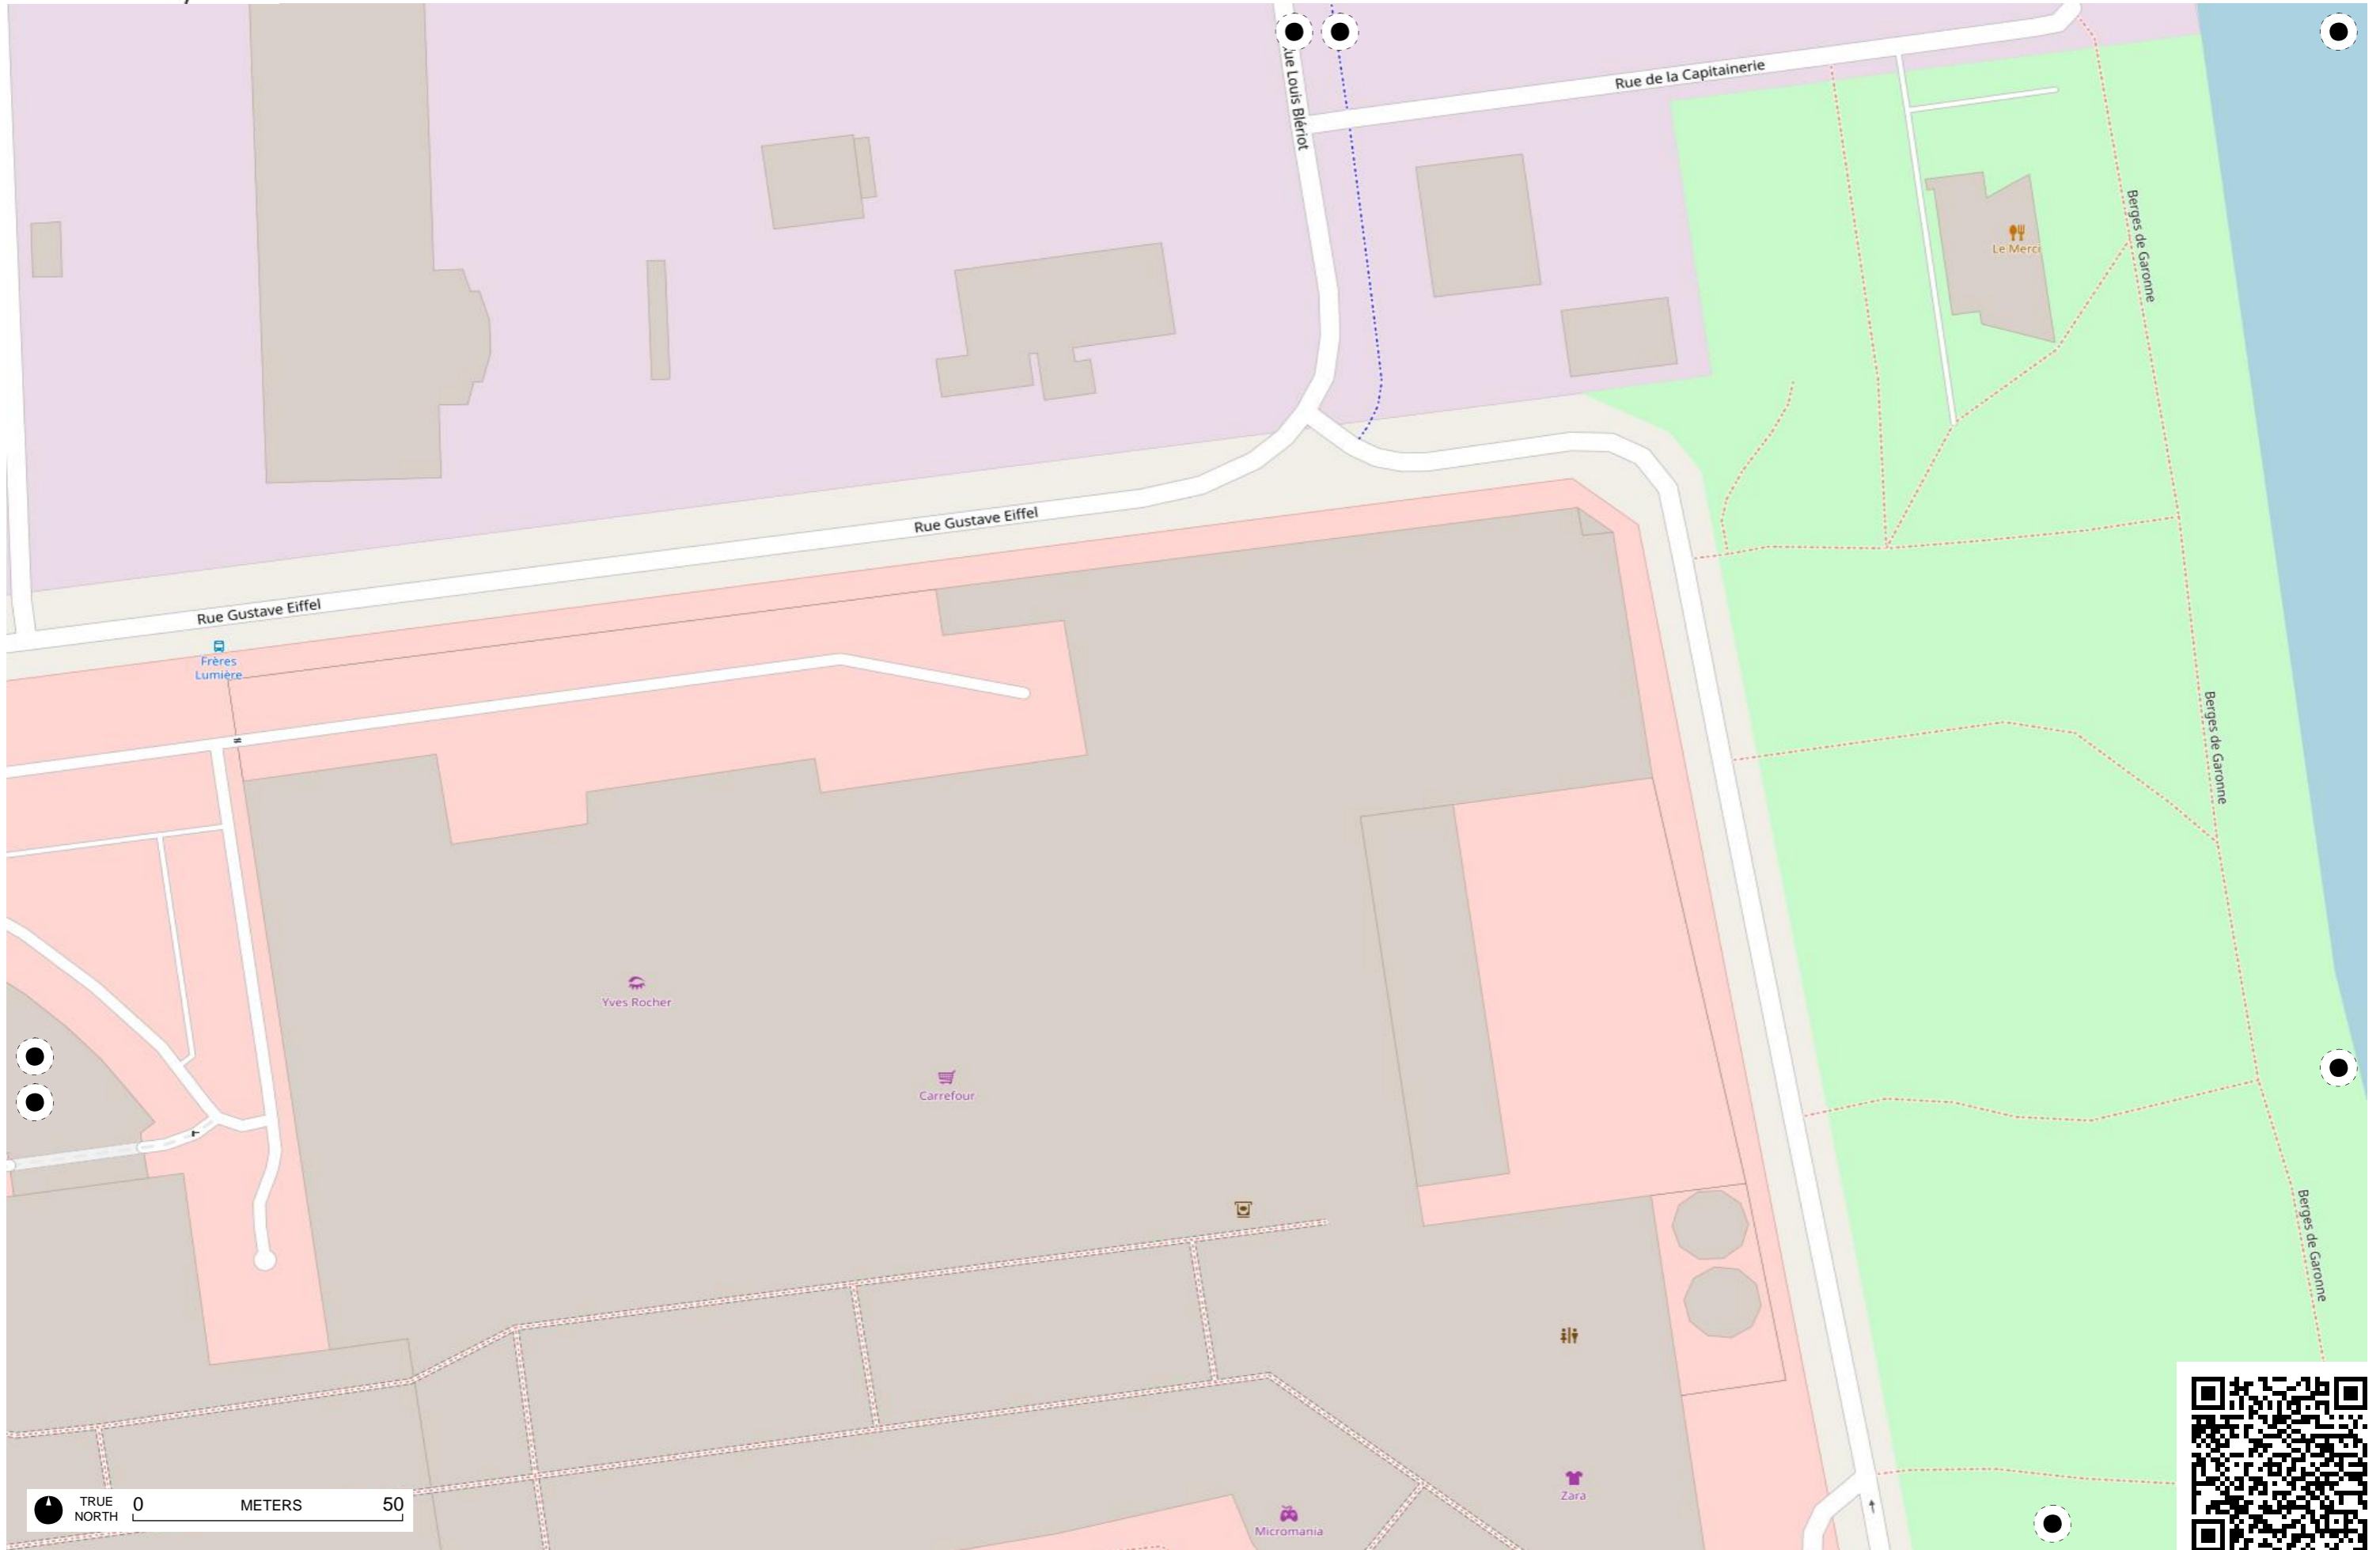 Rue Louis Blériot
Rue de la Capitainerie
Berges de Garonne
Le Merci
Rue Gustave Eiffel
Rue Gustave Eiffel
Frères
Lumière
Berges de Garonne
Yves Rocher
Carrefour
Berges de Garonne
Zara
Micromania
TRUE
NORTH
0 METERS 50